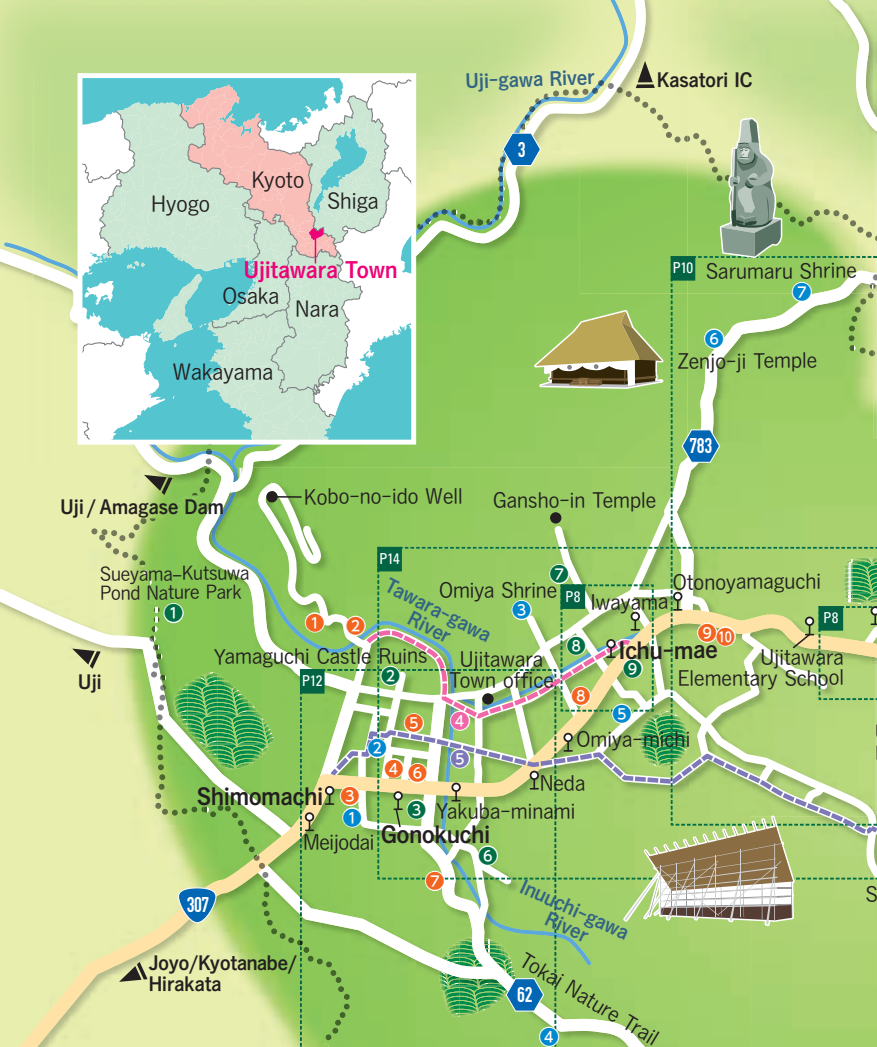 Uji-gawa River
Kasatori IC
3
Kyoto
Hyogo
Shiga
Ujitawara Town
Osaka
Nara
Wakayama
P10
Sarumaru Shrine
7
6
Zenjo-ji Temple
783
Uji / Amagase Dam
Kobo-no-ido Well
Gansho-in Temple
P14
7
Sueyama-Kutsuwa
Pond Nature Park
1
Tawara-gawa
River
Omiya Shrine
3
P8
Iwayama
Otonoyamaguchi
P8
1
2
9
10
Yamaguchi Castle Ruins
2
Ujitawara
Town office
8
Ichu-mae
9
Ujitawara
Elementary School
Uji
P12
8
4
5
5
2
5
Omiya-michi
4
6
Neda
Shimomachi
3
1
3
Yakuba-minami
Meijodai
Gonokuchi
6
7
307
Inuuchi-gawa
River
S
Joyo/Kyotanabe/
Hirakata
Tokai Nature Trail
62
4